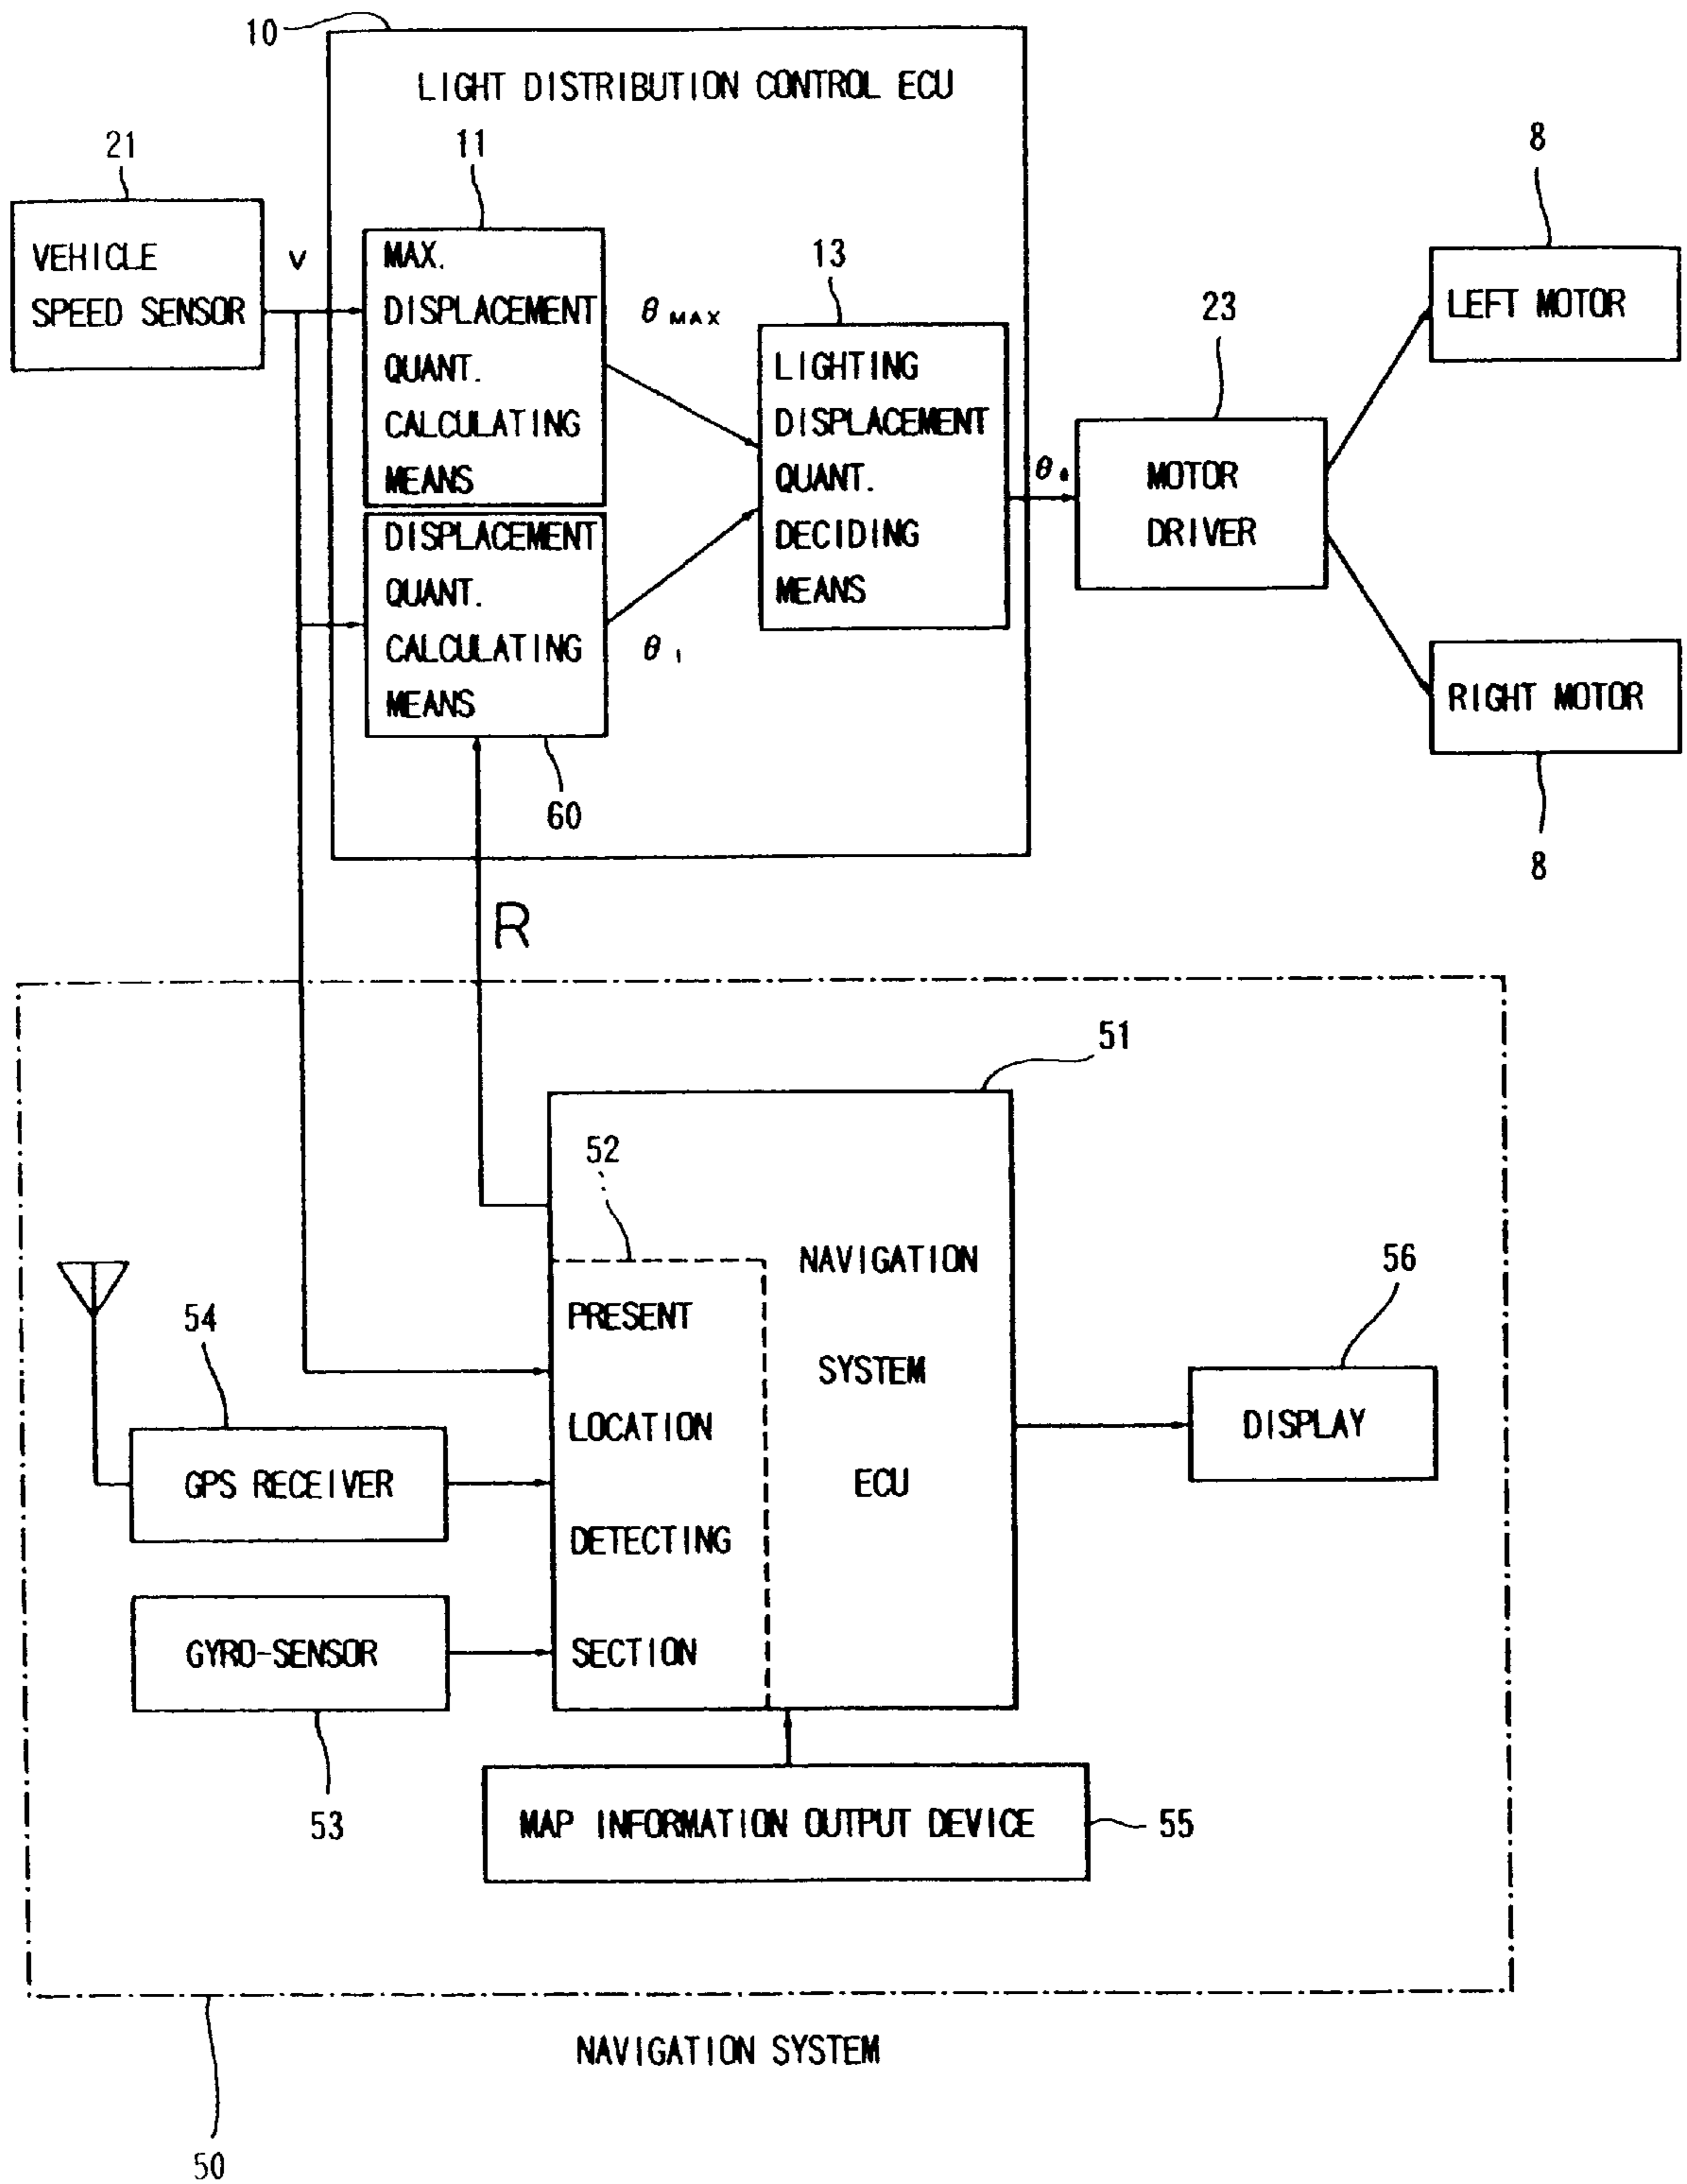 10
LIGHT DISTRIBUTION CONTROL ECU
21
11
8
VEHICLE
SPEED SENSOR
V
MAX.
DISPLACEMENT
QUANT.
CALCULATING
MEANS
θ MAX
13
LIGHTING
DISPLACEMENT
QUANT.
DECIDING
MEANS
23
LEFT MOTOR
θ
MOTOR
DRIVER
DISPLACEMENT
QUANT.
CALCULATING
MEANS
θ 1
RIGHT MOTOR
60
8
R
51
52
NAVIGATION
SYSTEM
ECU
PRESENT
LOCATION
DETECTING
SECTION
54
56
DISPLAY
GPS RECEIVER
GYRO-SENSOR
53
MAP INFORMATION OUTPUT DEVICE
55
NAVIGATION SYSTEM
50